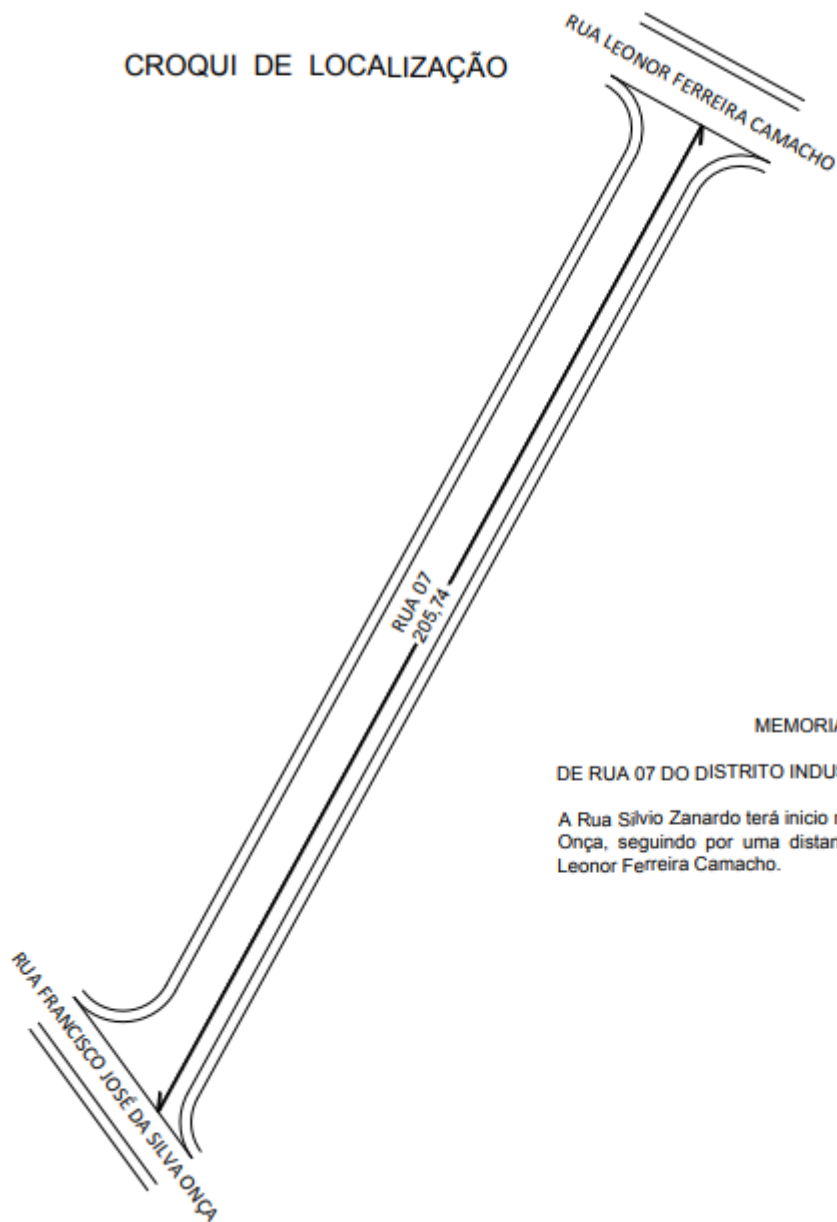 CROQUI DE LOCALIZAÇÃO
RUA LEONOR FERREIRA CAMACHO
RUA 07
205,74
MEMORIA
DE RUA 07 DO DISTRITO INDUS
A Rua Silvio Zanardo terá inicio n
Onça, seguindo por uma distan
Leonor Ferreira Camacho.
RUA FRANCISCO JOSÉ DA SILVA ONÇA